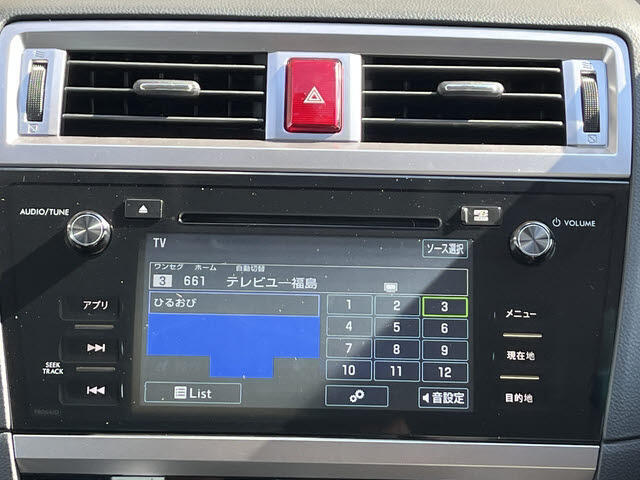 AUDIO/TUNE
VOLUME
TV
ソース選択
ワンセグ ホーム 自動切替
3 661 テレビユー福島
ひるおび
1 2 3
4 5 6
7 8 9
10 11 12
List
音設定
アプリ
SEEK
TRACK
メニュー
現在地
目的地